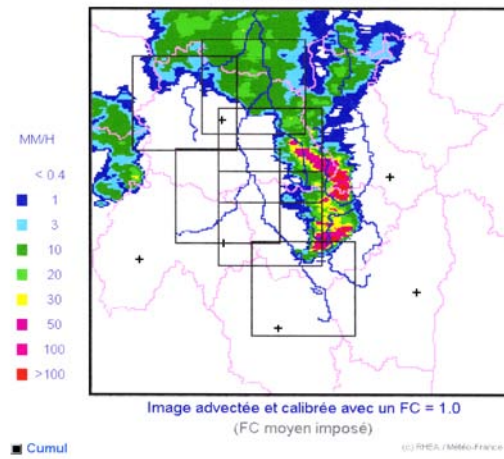 MM/H
< 0.4
1
3
10
20
30
50
100
>100
Image advectée et calibrée avec un FC = 1.0
(FC moyen imposé)
Cumul
(c) RHEA / Météo-France